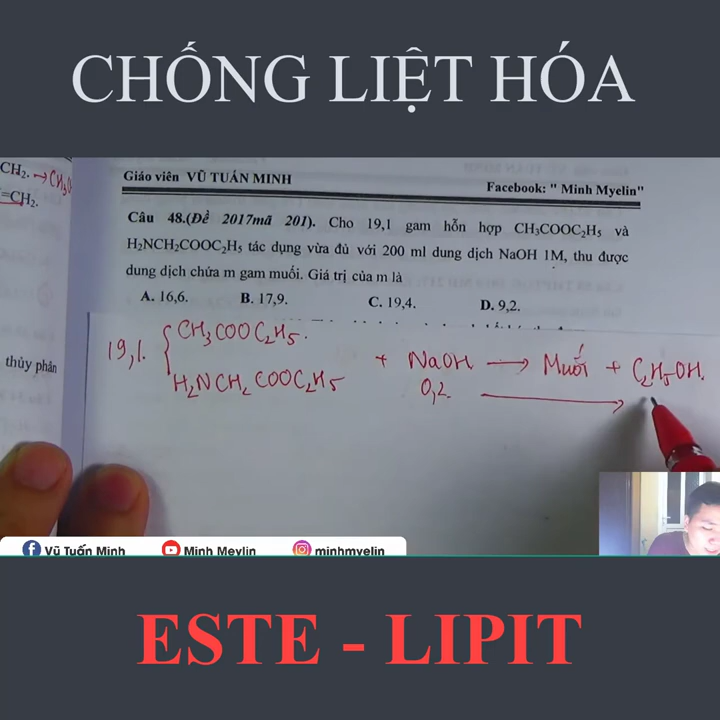 CHỐNG LIỆT HÓA
CH₂. → CH₃
=CH₂.
Giáo viên VŨ TUẤN MINH
Facebook: " Minh Myelin"
Câu 48.(Đề 2017mã 201). Cho 19,1 gam hỗn hợp CH₃COOC₂H₅ và
H₂NCH₂COOC₂H₅ tác dụng vừa đủ với 200 ml dung dịch NaOH 1M, thu được
dung dịch chứa m gam muối. Giá trị của m là
A. 16,6. B. 17,9. C. 19,4. D. 9,2.
thủy phân
19,1. { CH₃COOC₂H₅.
H₂NCH₂COOC₂H₅
+ NaOH → Muối + C₂H₅OH.
0,2
Vũ Tuấn Minh
Minh Meylin
minhmyelin
ESTE - LIPIT